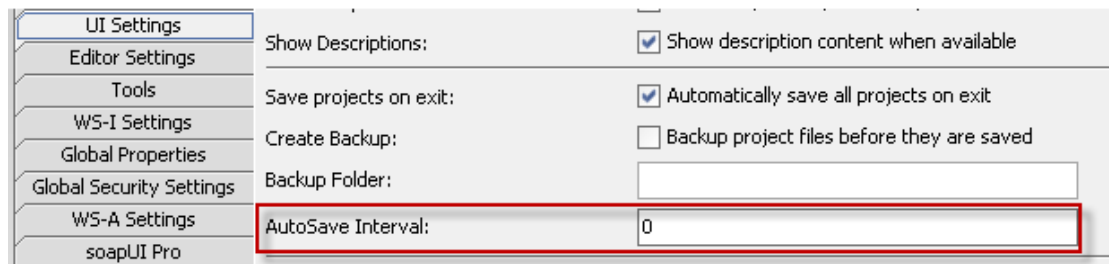 UI Settings
Editor Settings
Tools
WS-I Settings
Global Properties
Global Security Settings
WS-A Settings
soapUI Pro
Show Descriptions:
Show description content when available
Save projects on exit:
Automatically save all projects on exit
Create Backup:
Backup project files before they are saved
Backup Folder:
AutoSave Interval:
0